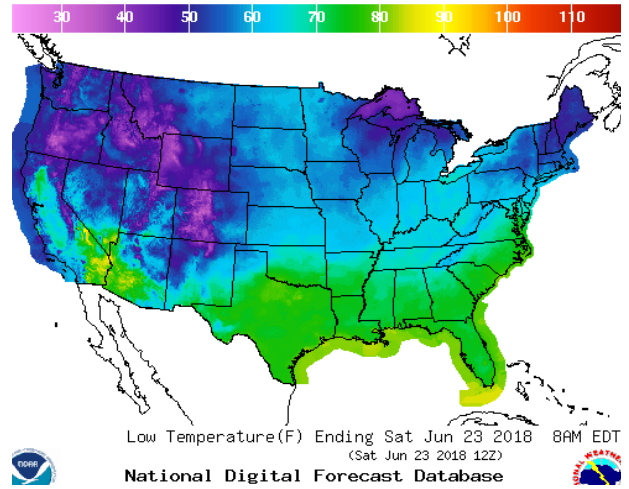 30 40 50 60 70 80 90 100 110
Low Temperature(F) Ending Sat Jun 23 2018 8AM EDT
(Sat Jun 23 2018 12Z)
National Digital Forecast Database
NOAA